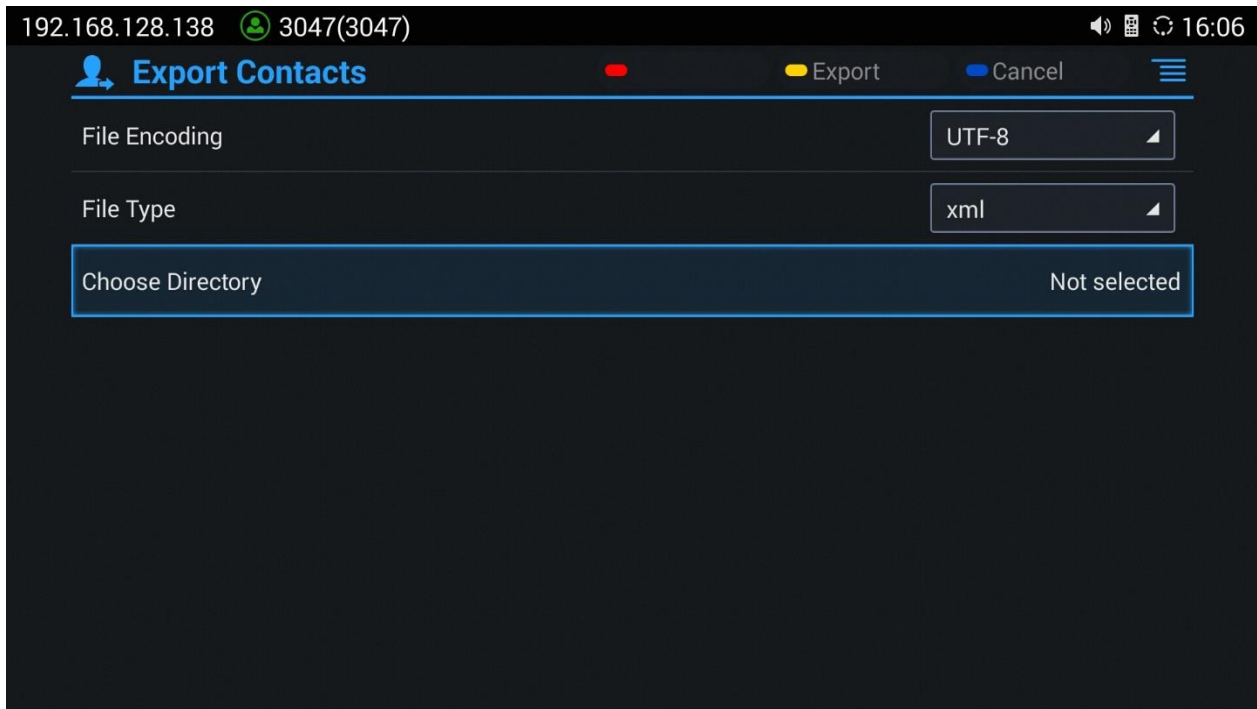 192.168.128.138 3047(3047) 16:06
Export Contacts Export Cancel
File Encoding UTF-8
File Type xml
Choose Directory Not selected